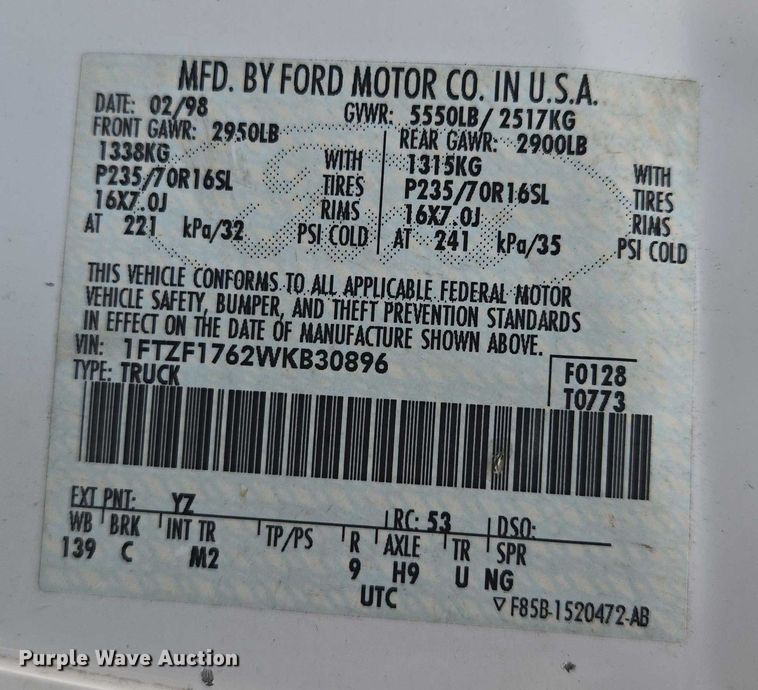 MFD. BY FORD MOTOR CO. IN U.S.A.
DATE: 02/98 GVWR: 5550LB/ 2517KG
FRONT GAWR: 2950LB REAR GAWR: 2900LB
1338KG WITH 1315KG WITH
P235/70R16SL TIRES P235/70R16SL TIRES
16X7.0J RIMS 16X7.0J RIMS
AT 221 kPa/32 PSI COLD AT 241 kPa/35 PSI COLD
THIS VEHICLE CONFORMS TO ALL APPLICABLE FEDERAL MOTOR
VEHICLE SAFETY, BUMPER, AND THEFT PREVENTION STANDARDS
IN EFFECT ON THE DATE OF MANUFACTURE SHOWN ABOVE.
VIN: 1FTZF1762WKB30896
TYPE: TRUCK
F0128
T0773
EXT PNT: YZ RC: 53 DSO:
WB BRK INT TR TP/PS R AXLE TR SPR
139 C M2 9 H9 U NG
UTC
▽ F85B-1520472-AB
Purple Wave Auction